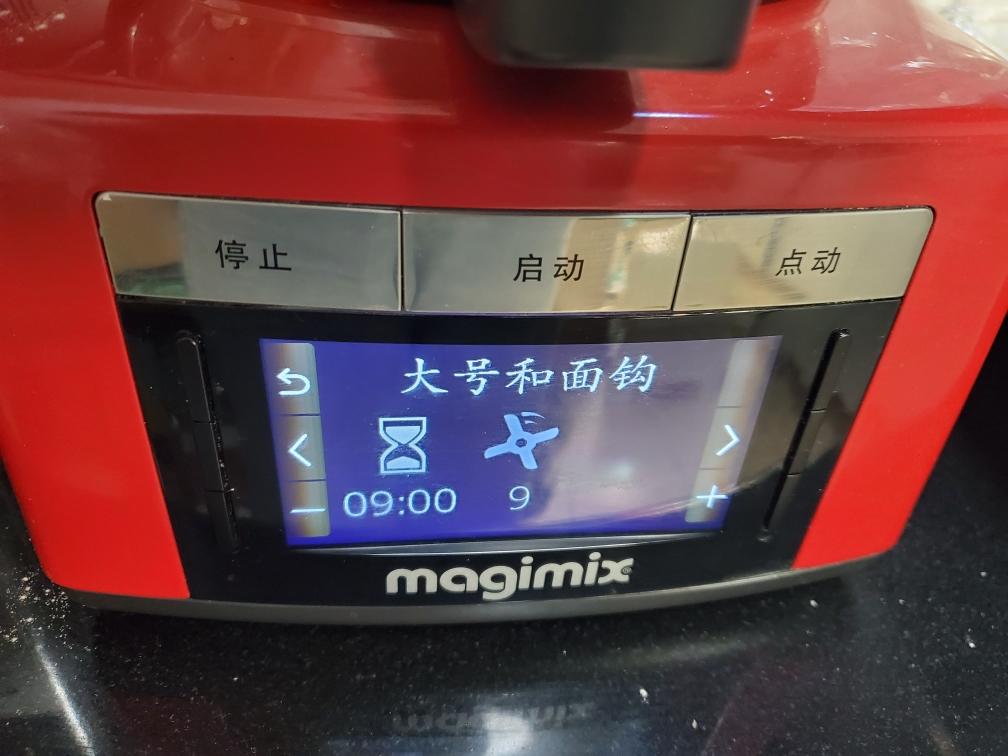 停止
启动
点动
大号和面钩
09:00
9
magimix